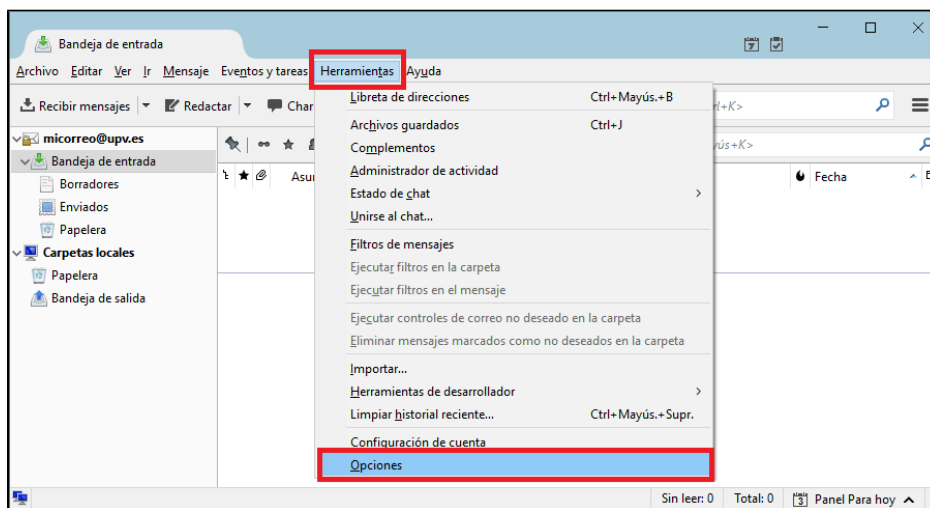 Bandeja de entrada
Archivo Editar Ver Ir Mensaje Eventos y tareas Herramientas Ayuda
Recibir mensajes Redactar Char
+K>
micorreo@upv.es
Bandeja de entrada
Borradores
Enviados
Papelera
Carpetas locales
Papelera
Bandeja de salida
ús+K>
Asu
Fecha
Libreta de direcciones Ctrl+Mayús.+B
Archivos guardados Ctrl+J
Complementos
Administrador de actividad
Estado de chat
Unirse al chat...
Filtros de mensajes
Ejecutar filtros en la carpeta
Ejecutar filtros en el mensaje
Ejecutar controles de correo no deseado en la carpeta
Eliminar mensajes marcados como no deseados en la carpeta
Importar...
Herramientas de desarrollador
Limpiar historial reciente... Ctrl+Mayús.+Supr.
Configuración de cuenta
Opciones
Sin leer: 0 Total: 0 Panel Para hoy